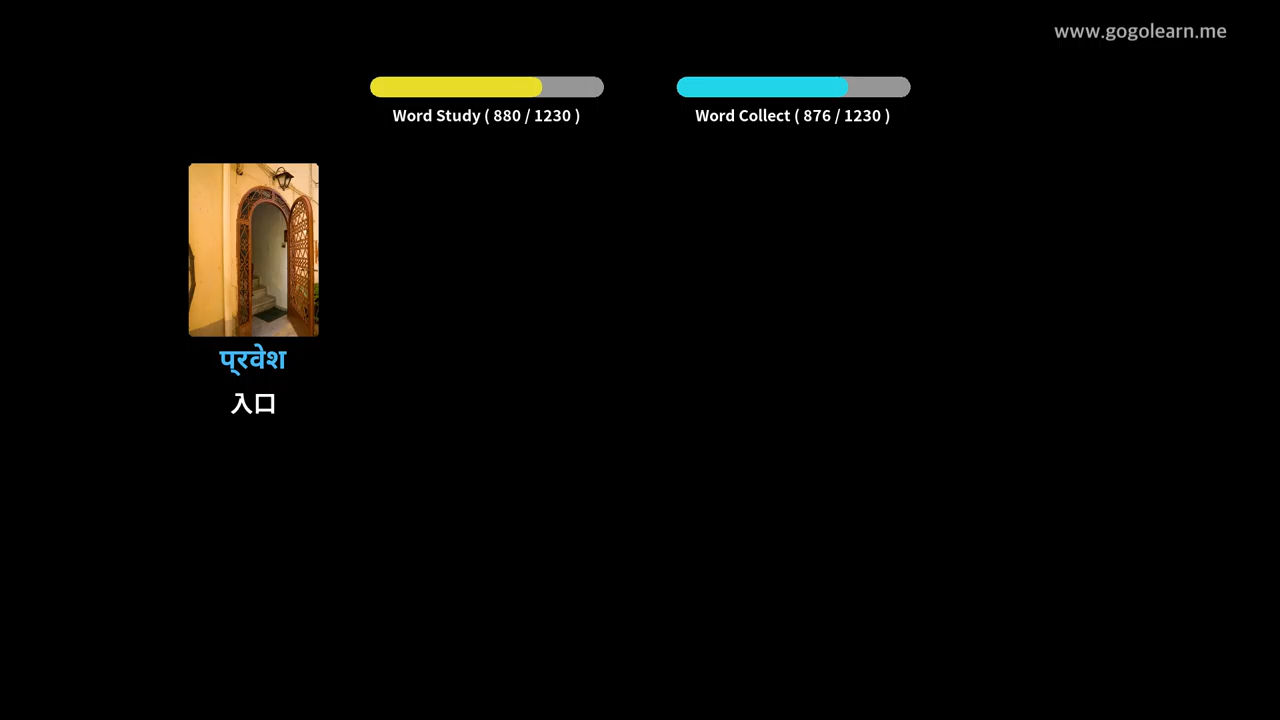 www.gogolearn.me
Word Study ( 880 / 1230 )
Word Collect ( 876 / 1230 )
प्रवेश
入口